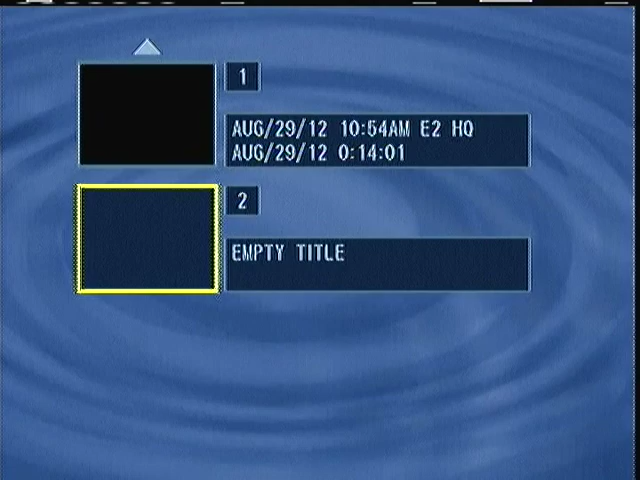 1
AUG/29/12 10:54AM E2 HQ
AUG/29/12 0:14:01
2
EMPTY TITLE